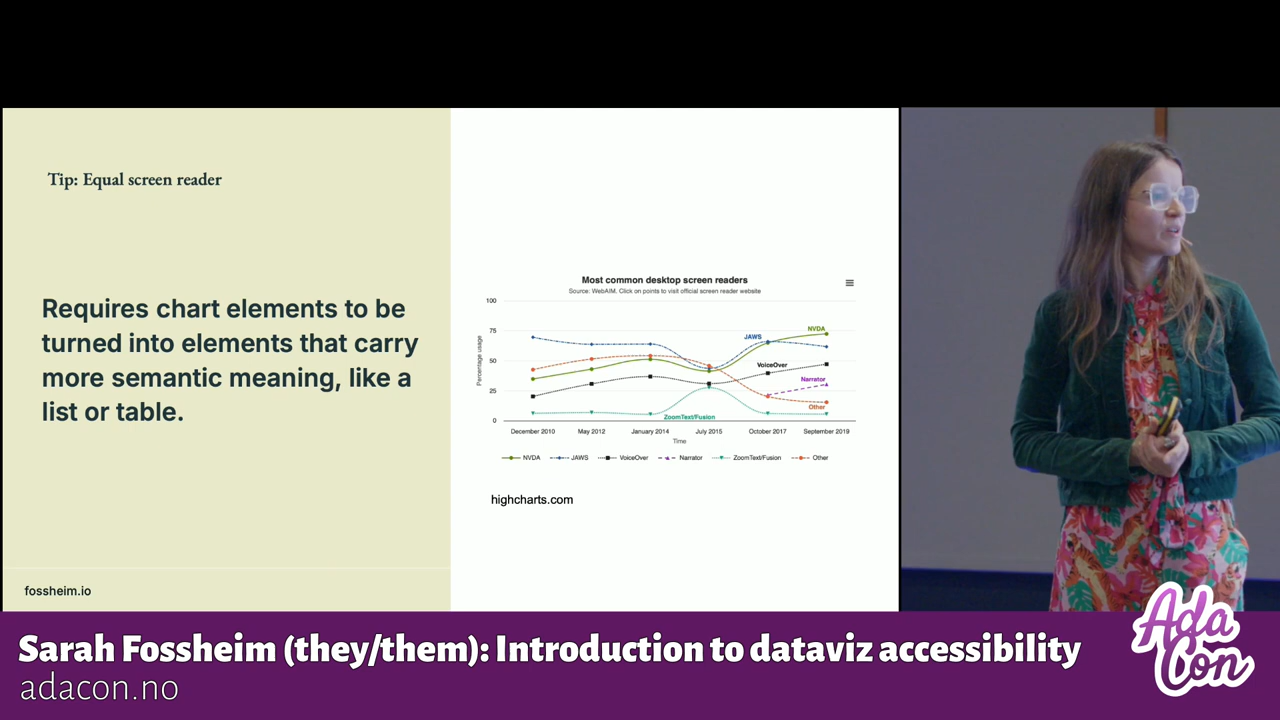 Tip: Equal screen reader
Requires chart elements to be
turned into elements that carry
more semantic meaning, like a
list or table.
fossheim.io
Most common desktop screen readers
Source: WebAIM. Click on points to visit official screen reader website
Percentage usage
100
75
50
25
0
NVDA
JAWS
VoiceOver
Narrator
Other
ZoomText/Fusion
December 2010 May 2012 January 2014 July 2015 October 2017 September 2019
Time
NVDA JAWS VoiceOver Narrator ZoomText/Fusion Other
highcharts.com
Sarah Fossheim (they/them): Introduction to dataviz accessibility
adacon.no
Ada
Con